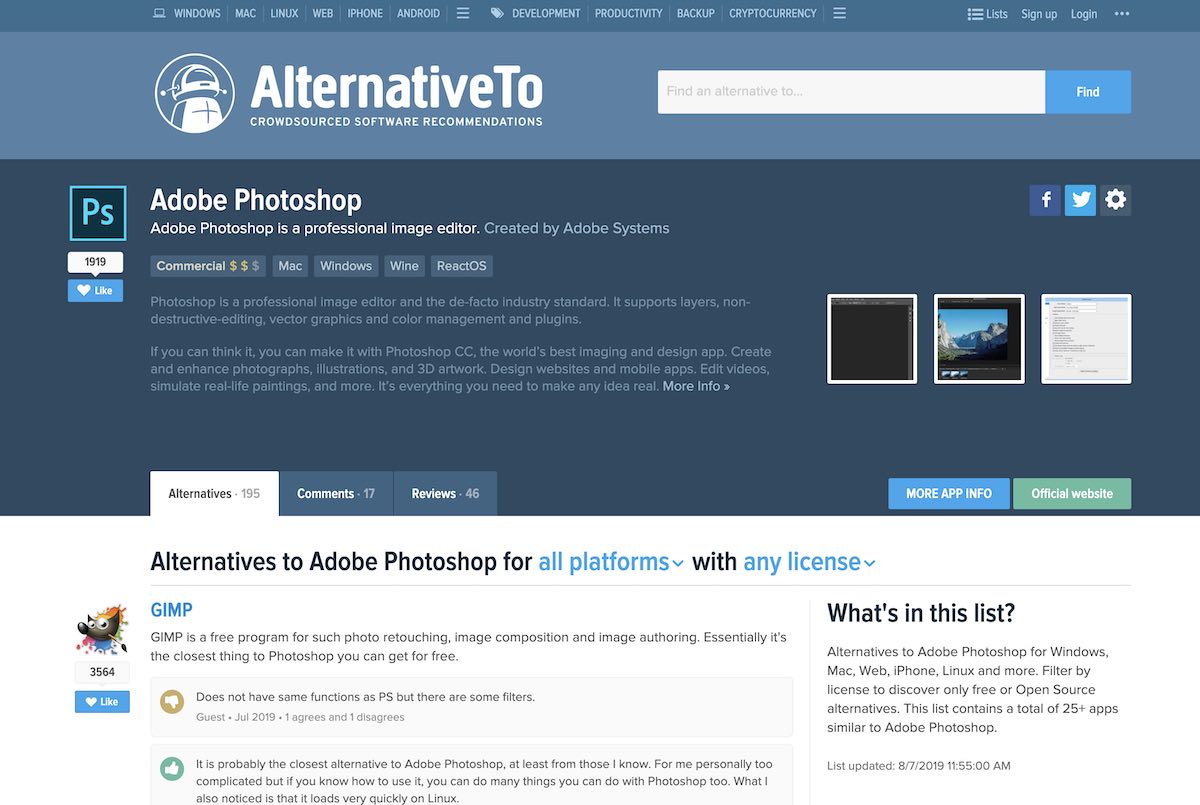 WINDOWS MAC LINUX WEB IPHONE ANDROID DEVELOPMENT PRODUCTIVITY BACKUP CRYPTOCURRENCY Lists Sign up Login
AlternativeTo
CROWDSOURCED SOFTWARE RECOMMENDATIONS
Find an alternative to...
Find
Ps
1919
Like
Adobe Photoshop
Adobe Photoshop is a professional image editor. Created by Adobe Systems
Commercial $ $ $ Mac Windows Wine ReactOS
Photoshop is a professional image editor and the de-facto industry standard. It supports layers, non-
destructive-editing, vector graphics and color management and plugins.
If you can think it, you can make it with Photoshop CC, the world's best imaging and design app. Create
and enhance photographs, illustrations, and 3D artwork. Design websites and mobile apps. Edit videos,
simulate real-life paintings, and more. It's everything you need to make any idea real. More Info »
Alternatives · 195 Comments · 17 Reviews · 46
MORE APP INFO Official website
Alternatives to Adobe Photoshop for all platforms with any license
3564
Like
GIMP
GIMP is a free program for such photo retouching, image composition and image authoring. Essentially it's
the closest thing to Photoshop you can get for free.
Does not have same functions as PS but there are some filters.
Guest • Jul 2019 • 1 agrees and 1 disagrees
It is probably the closest alternative to Adobe Photoshop, at least from those I know. For me personally too
complicated but if you know how to use it, you can do many things you can do with Photoshop too. What I
also noticed is that it loads very quickly on Linux.
What's in this list?
Alternatives to Adobe Photoshop for Windows,
Mac, Web, iPhone, Linux and more. Filter by
license to discover only free or Open Source
alternatives. This list contains a total of 25+ apps
similar to Adobe Photoshop.
Last updated: 8/7/2019 11:55:00 AM